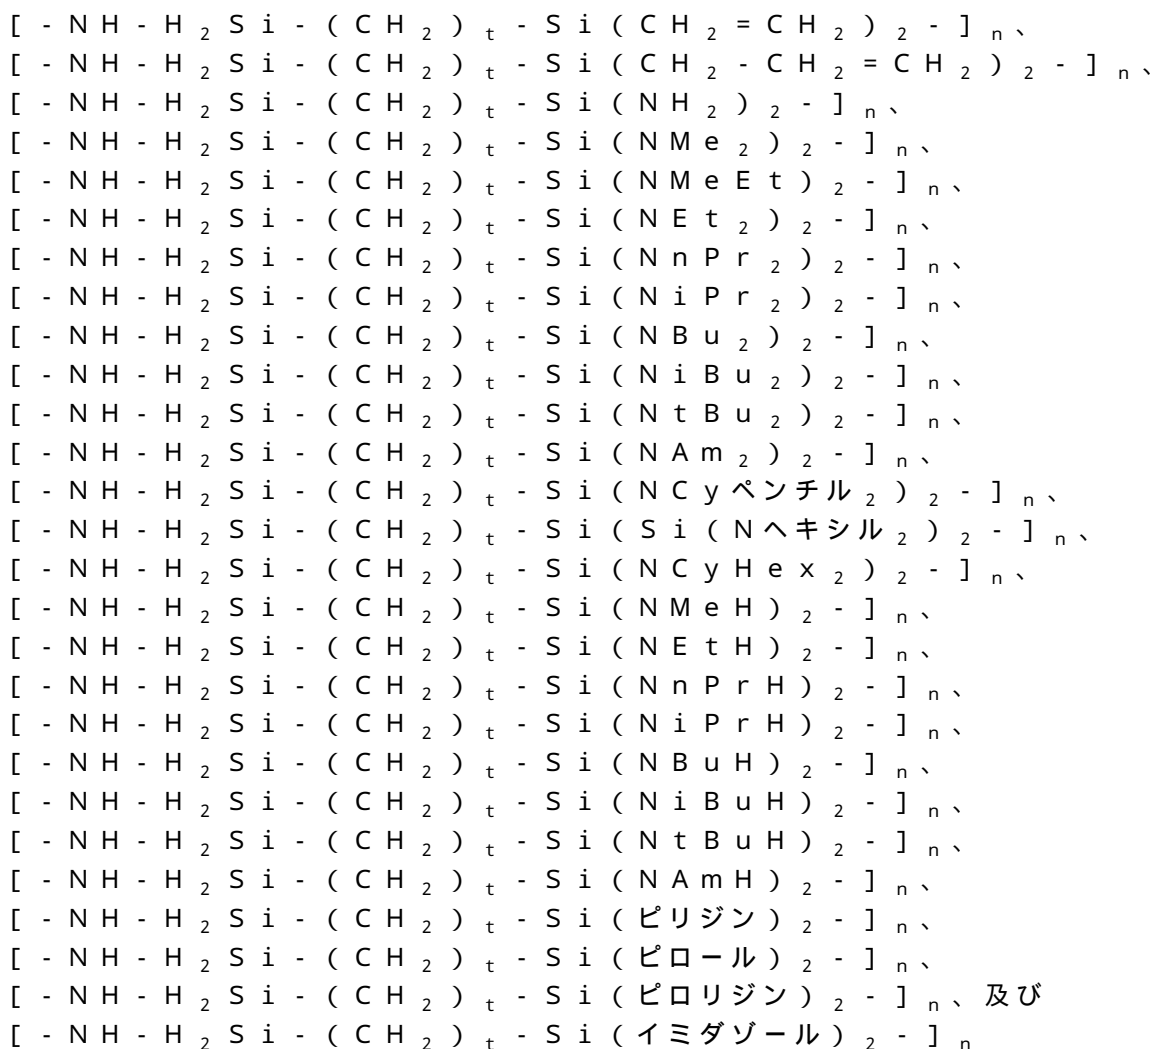 [-NH-H₂Si-(CH₂)ₜ-Si(CH₂=CH₂)₂-]ₙ、
[-NH-H₂Si-(CH₂)ₜ-Si(CH₂-CH₂=CH₂)₂-]ₙ、
[-NH-H₂Si-(CH₂)ₜ-Si(NH₂)₂-]ₙ、
[-NH-H₂Si-(CH₂)ₜ-Si(NMe₂)₂-]ₙ、
[-NH-H₂Si-(CH₂)ₜ-Si(NMeEt)₂-]ₙ、
[-NH-H₂Si-(CH₂)ₜ-Si(NEt₂)₂-]ₙ、
[-NH-H₂Si-(CH₂)ₜ-Si(NnPr₂)₂-]ₙ、
[-NH-H₂Si-(CH₂)ₜ-Si(NiPr₂)₂-]ₙ、
[-NH-H₂Si-(CH₂)ₜ-Si(NBu₂)₂-]ₙ、
[-NH-H₂Si-(CH₂)ₜ-Si(NiBu₂)₂-]ₙ、
[-NH-H₂Si-(CH₂)ₜ-Si(NtBu₂)₂-]ₙ、
[-NH-H₂Si-(CH₂)ₜ-Si(NAm₂)₂-]ₙ、
[-NH-H₂Si-(CH₂)ₜ-Si(NCyペンチル₂)₂-]ₙ、
[-NH-H₂Si-(CH₂)ₜ-Si(Si(Nヘキシル₂)₂-]ₙ、
[-NH-H₂Si-(CH₂)ₜ-Si(NCyHex₂)₂-]ₙ、
[-NH-H₂Si-(CH₂)ₜ-Si(NMeH)₂-]ₙ、
[-NH-H₂Si-(CH₂)ₜ-Si(NEtH)₂-]ₙ、
[-NH-H₂Si-(CH₂)ₜ-Si(NnPrH)₂-]ₙ、
[-NH-H₂Si-(CH₂)ₜ-Si(NiPrH)₂-]ₙ、
[-NH-H₂Si-(CH₂)ₜ-Si(NBuH)₂-]ₙ、
[-NH-H₂Si-(CH₂)ₜ-Si(NiBuH)₂-]ₙ、
[-NH-H₂Si-(CH₂)ₜ-Si(NtBuH)₂-]ₙ、
[-NH-H₂Si-(CH₂)ₜ-Si(NAmH)₂-]ₙ、
[-NH-H₂Si-(CH₂)ₜ-Si(ピリジン)₂-]ₙ、
[-NH-H₂Si-(CH₂)ₜ-Si(ピロール)₂-]ₙ、
[-NH-H₂Si-(CH₂)ₜ-Si(ピロリジン)₂-]ₙ、及び
[-NH-H₂Si-(CH₂)ₜ-Si(イミダゾール)₂-]ₙ